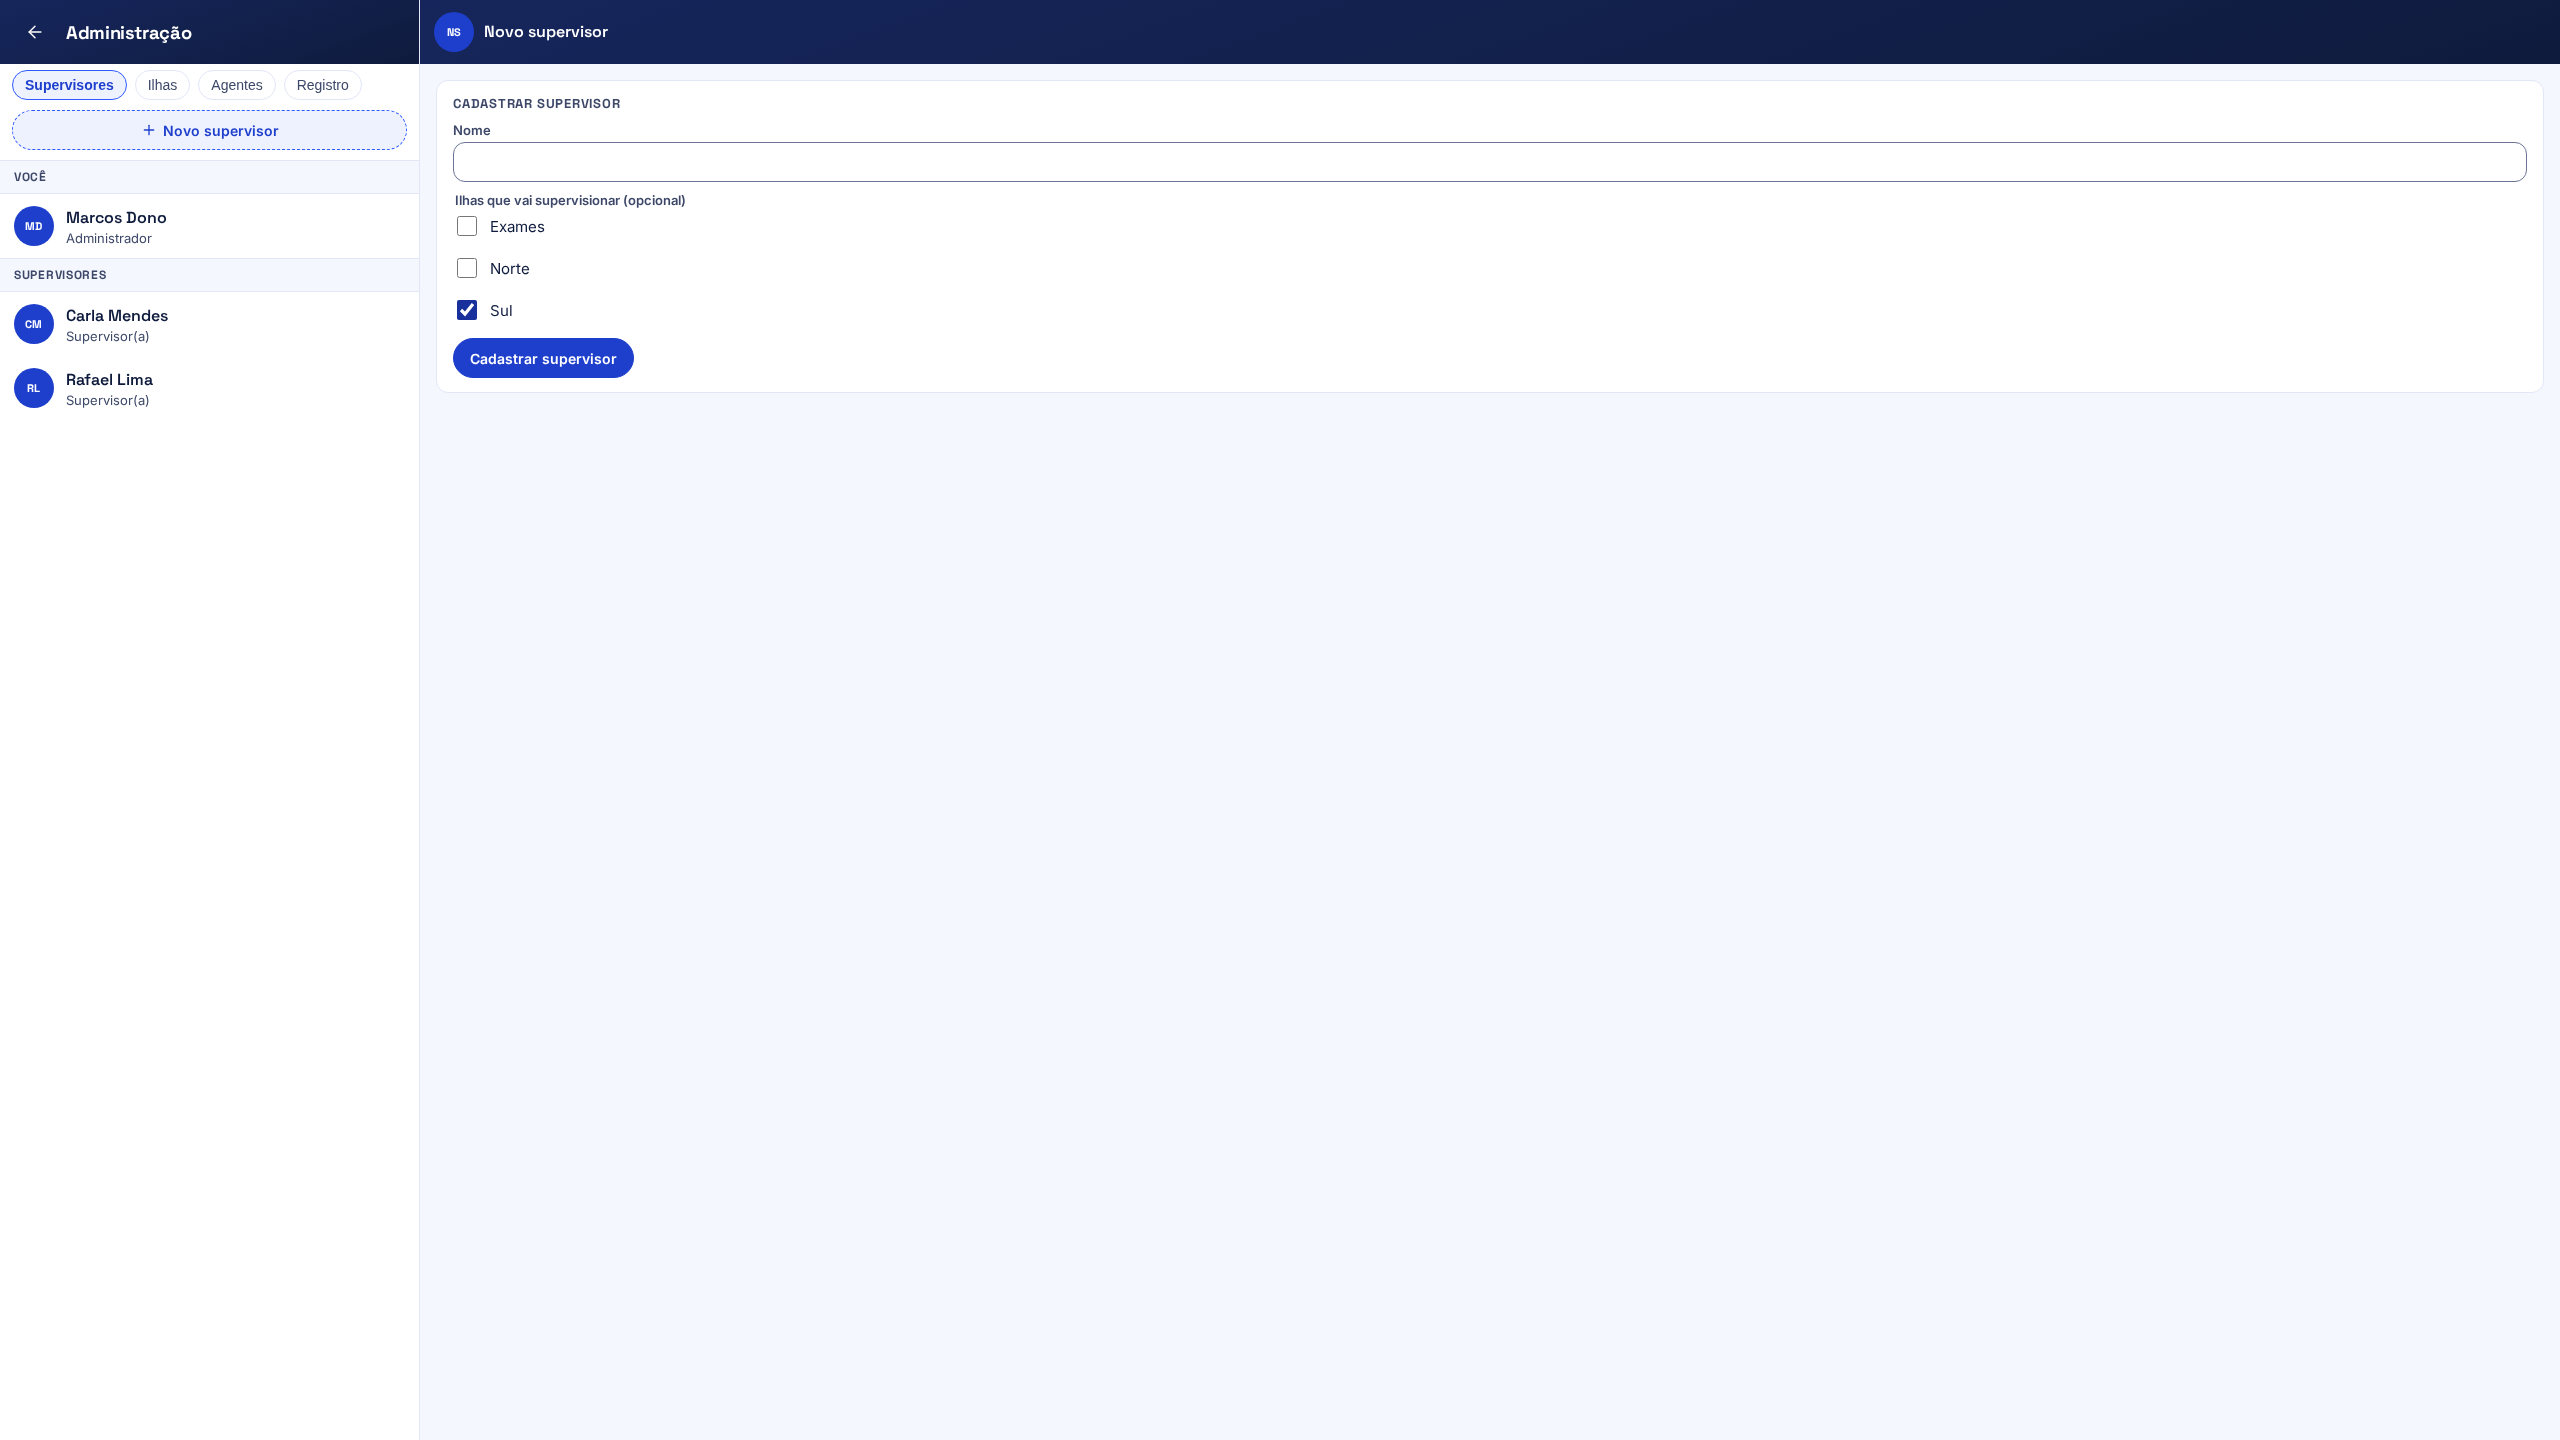 Administração
Supervisores
Ilhas
Agentes
Registro
Novo supervisor
VOCÊ
MD
Marcos Dono
Administrador
SUPERVISORES
CM
Carla Mendes
Supervisor(a)
RL
Rafael Lima
Supervisor(a)
NS
Novo supervisor
CADASTRAR SUPERVISOR
Nome
Ilhas que vai supervisionar (opcional)
Exames
Norte
Sul
Cadastrar supervisor